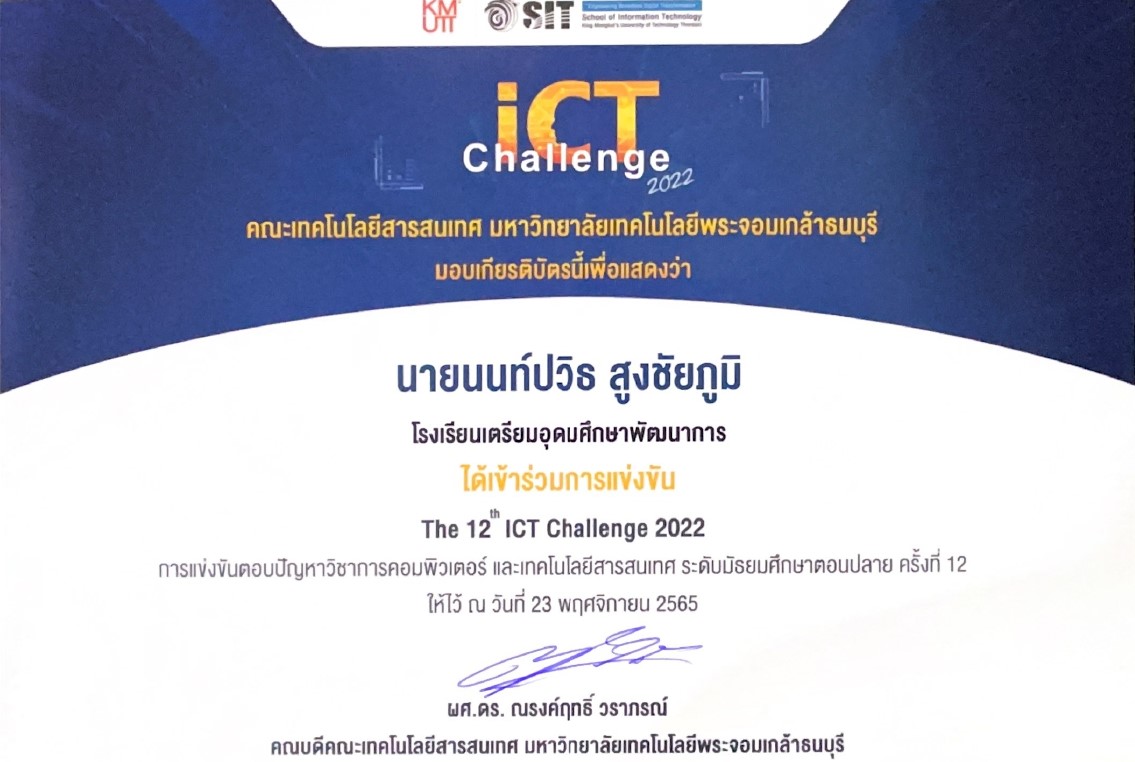 KM
UTT
SIT
Engineering Borderless Digital Transformation
School of Information Technology
King Mongkut's University of Technology Thonburi
iCT
Challenge
2022
คณะเทคโนโลยีสารสนเทศ มหาวิทยาลัยเทคโนโลยีพระจอมเกล้าธนบุรี
มอบเกียรติบัตรนี้เพื่อแสดงว่า
นายนนท์ปวิธ สูงชัยภูมิ
โรงเรียนเตรียมอุดมศึกษาพัฒนาการ
ได้เข้าร่วมการแข่งขัน
The 12th ICT Challenge 2022
การแข่งขันตอบปัญหาวิชาการคอมพิวเตอร์ และเทคโนโลยีสารสนเทศ ระดับมัธยมศึกษาตอนปลาย ครั้งที่ 12
ให้ไว้ ณ วันที่ 23 พฤศจิกายน 2565
ผศ.ดร. ณรงค์ฤทธิ์ วราภรณ์
คณบดีคณะเทคโนโลยีสารสนเทศ มหาวิทยาลัยเทคโนโลยีพระจอมเกล้าธนบุรี